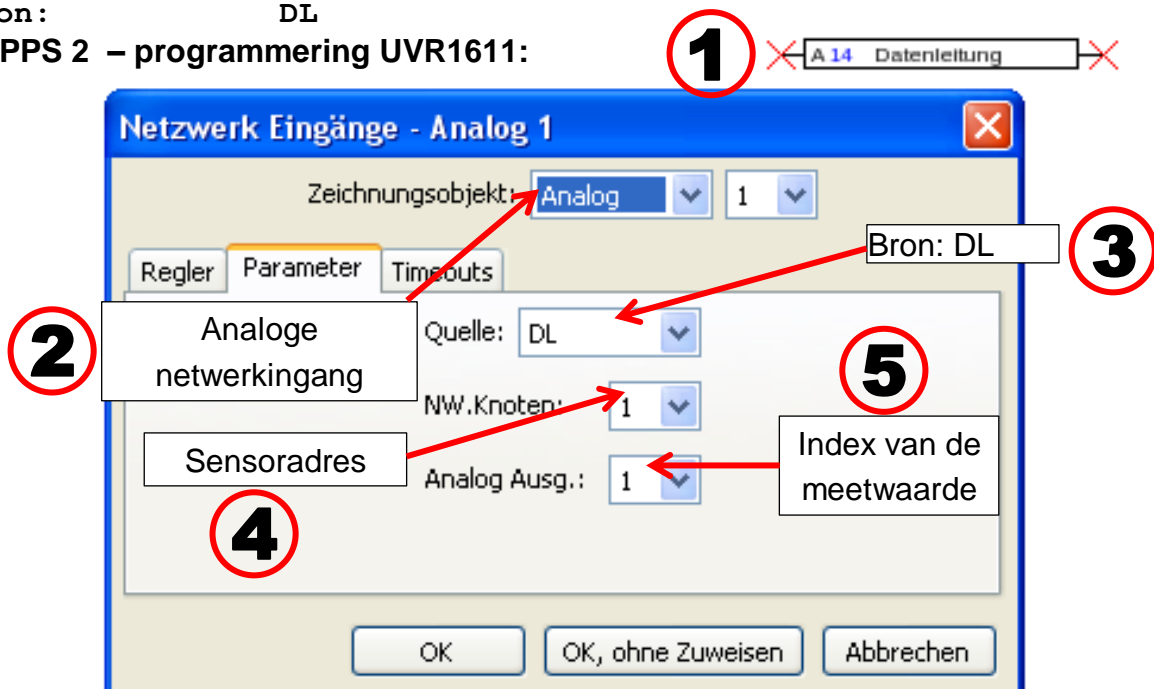 on: DL
PPS 2 – programmering UVR1611:
1
A 14 Datenleitung
Netzwerk Eingänge - Analog 1
Zeichnungsobjekt: Analog 1
Bron: DL
3
Regler Parameter Timeouts
2
Analoge
netwerkingang
Quelle: DL
5
NW.Knoten: 1
Sensoradres
Index van de
meetwaarde
Analog Ausg.: 1
4
OK OK, ohne Zuweisen Abbrechen